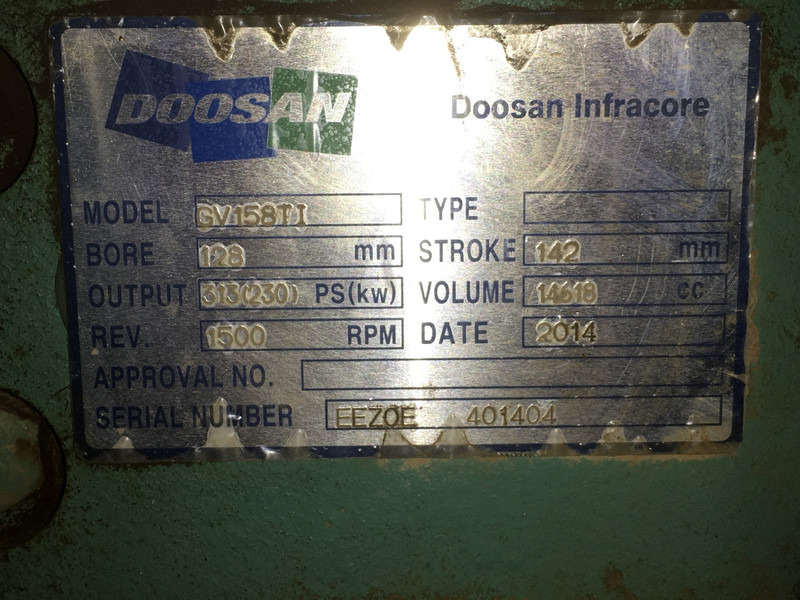 DOOSAN Doosan Infracore
MODEL GV158TI TYPE
BORE 128 mm STROKE 142 mm
OUTPUT 313(230) PS(kw) VOLUME 14618 cc
REV. 1500 RPM DATE 2014
APPROVAL NO.
SERIAL NUMBER EEZOE 401404